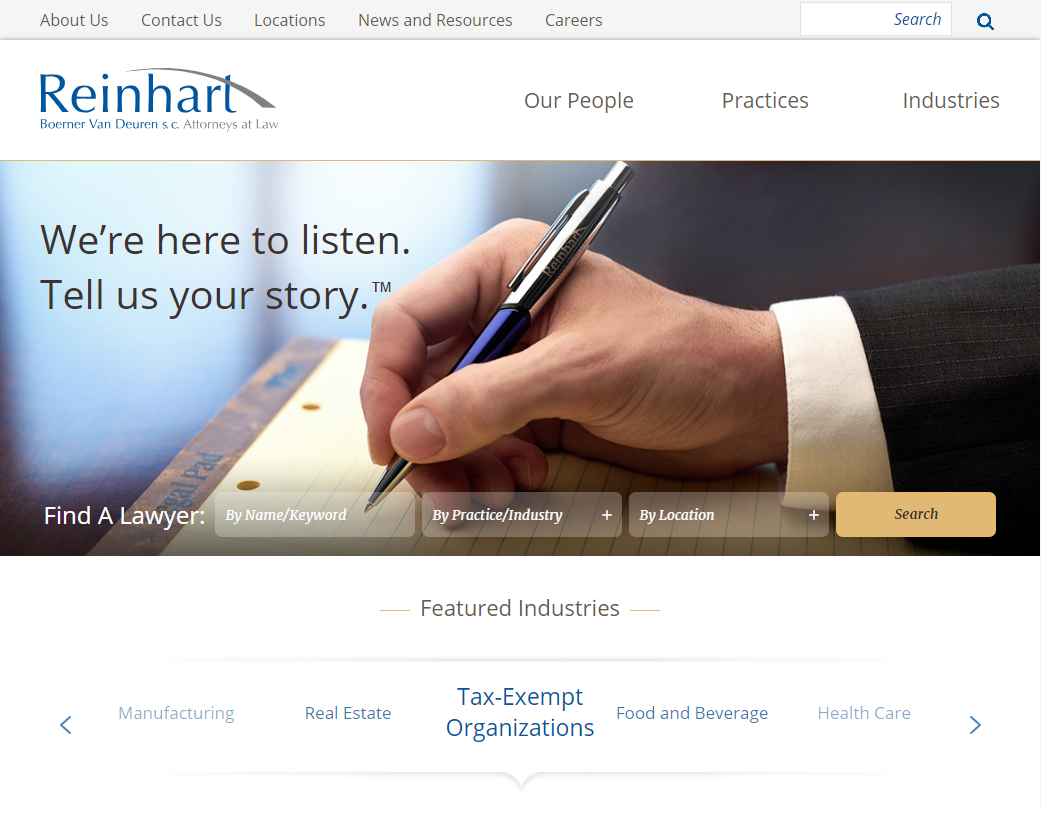 About Us Contact Us Locations News and Resources Careers Search
Reinhart
Boerner Van Deuren s.c. Attorneys at Law
Our People Practices Industries
We’re here to listen.
Tell us your story.™
Reinhart
Legal Pad
Find A Lawyer: By Name/Keyword By Practice/Industry + By Location + Search
Featured Industries
Manufacturing Real Estate Tax-Exempt
Organizations Food and Beverage Health Care